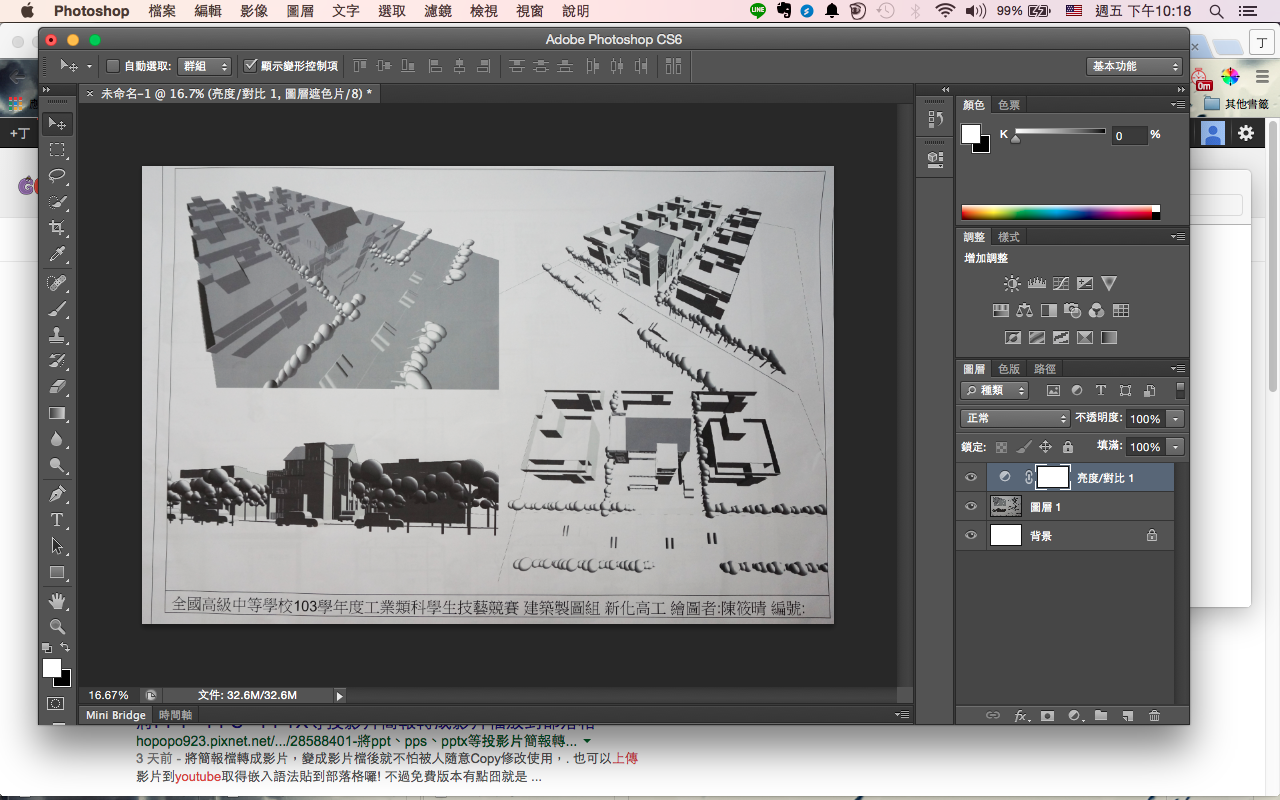 Photoshop 檔案 編輯 影像 圖層 文字 選取 濾鏡 檢視 視窗 說明
LINE 99% 週五 下午10:18
Adobe Photoshop CS6
自動選取: 群組 顯示變形控制項 基本功能
× 未命名-1 @ 16.7% (亮度/對比 1, 圖層遮色片/8) *
丁
0m
其他書籤
+丁
顏色 色票
K 0 %
調整 樣式
增加調整
圖層 色版 路徑
種類
正常 不透明度: 100%
鎖定: 填滿: 100%
亮度/對比 1
圖層 1
背景
全國高級中等學校103學年度工業類科學生技藝競賽 建築製圖組 新化高工 繪圖者:陳筱晴 編號:
16.67% 文件: 32.6M/32.6M
Mini Bridge 時間軸
hopopo923.pixnet.net/.../28588401-將ppt、pps、pptx等投影片簡報轉...
3 天前 - 將簡報檔轉成影片，變成影片檔後就不怕被人隨意Copy修改使用，. 也可以上傳
影片到youtube取得嵌入語法貼到部落格囉! 不過免費版本有點囧就是 ...